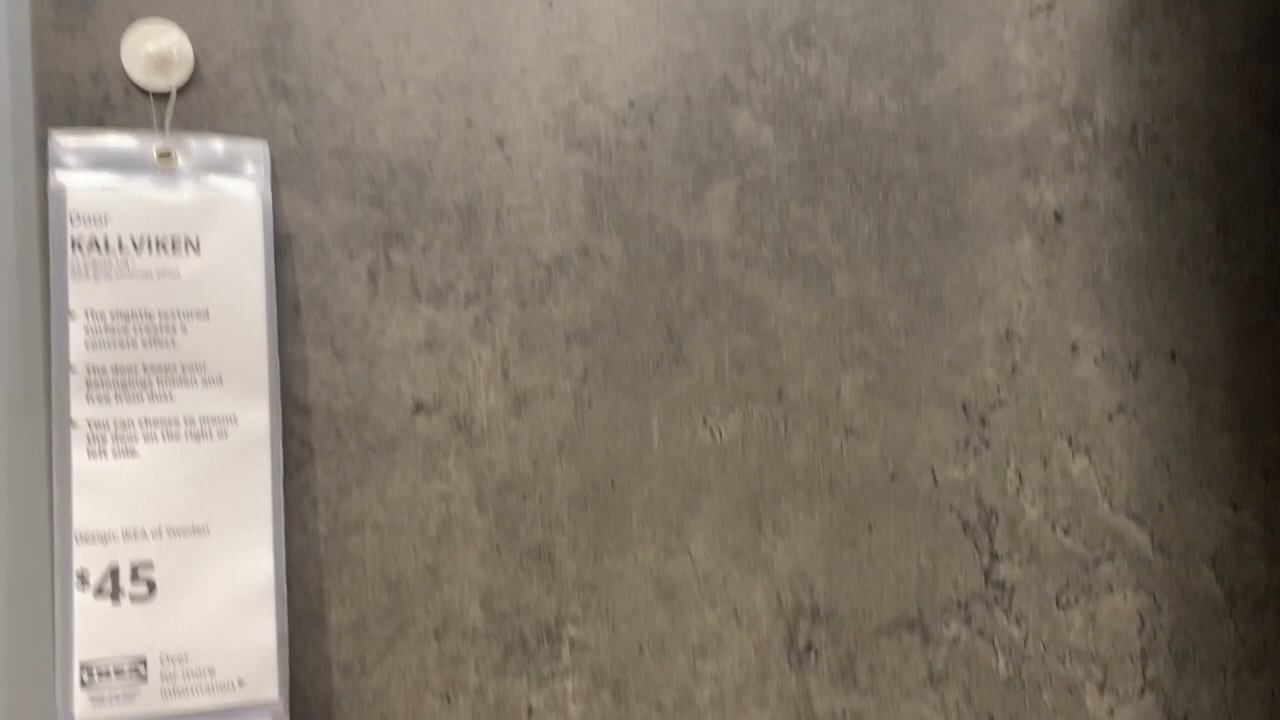 Door
KALLVIKEN
The slightly textured
surface creates a
concrete effect.
The door keeps your
belongings hidden and
free from dust.
You can choose to mount
the door on the right or
left side.
Design: IKEA of Sweden
$45
IKEA
Over
for more
information